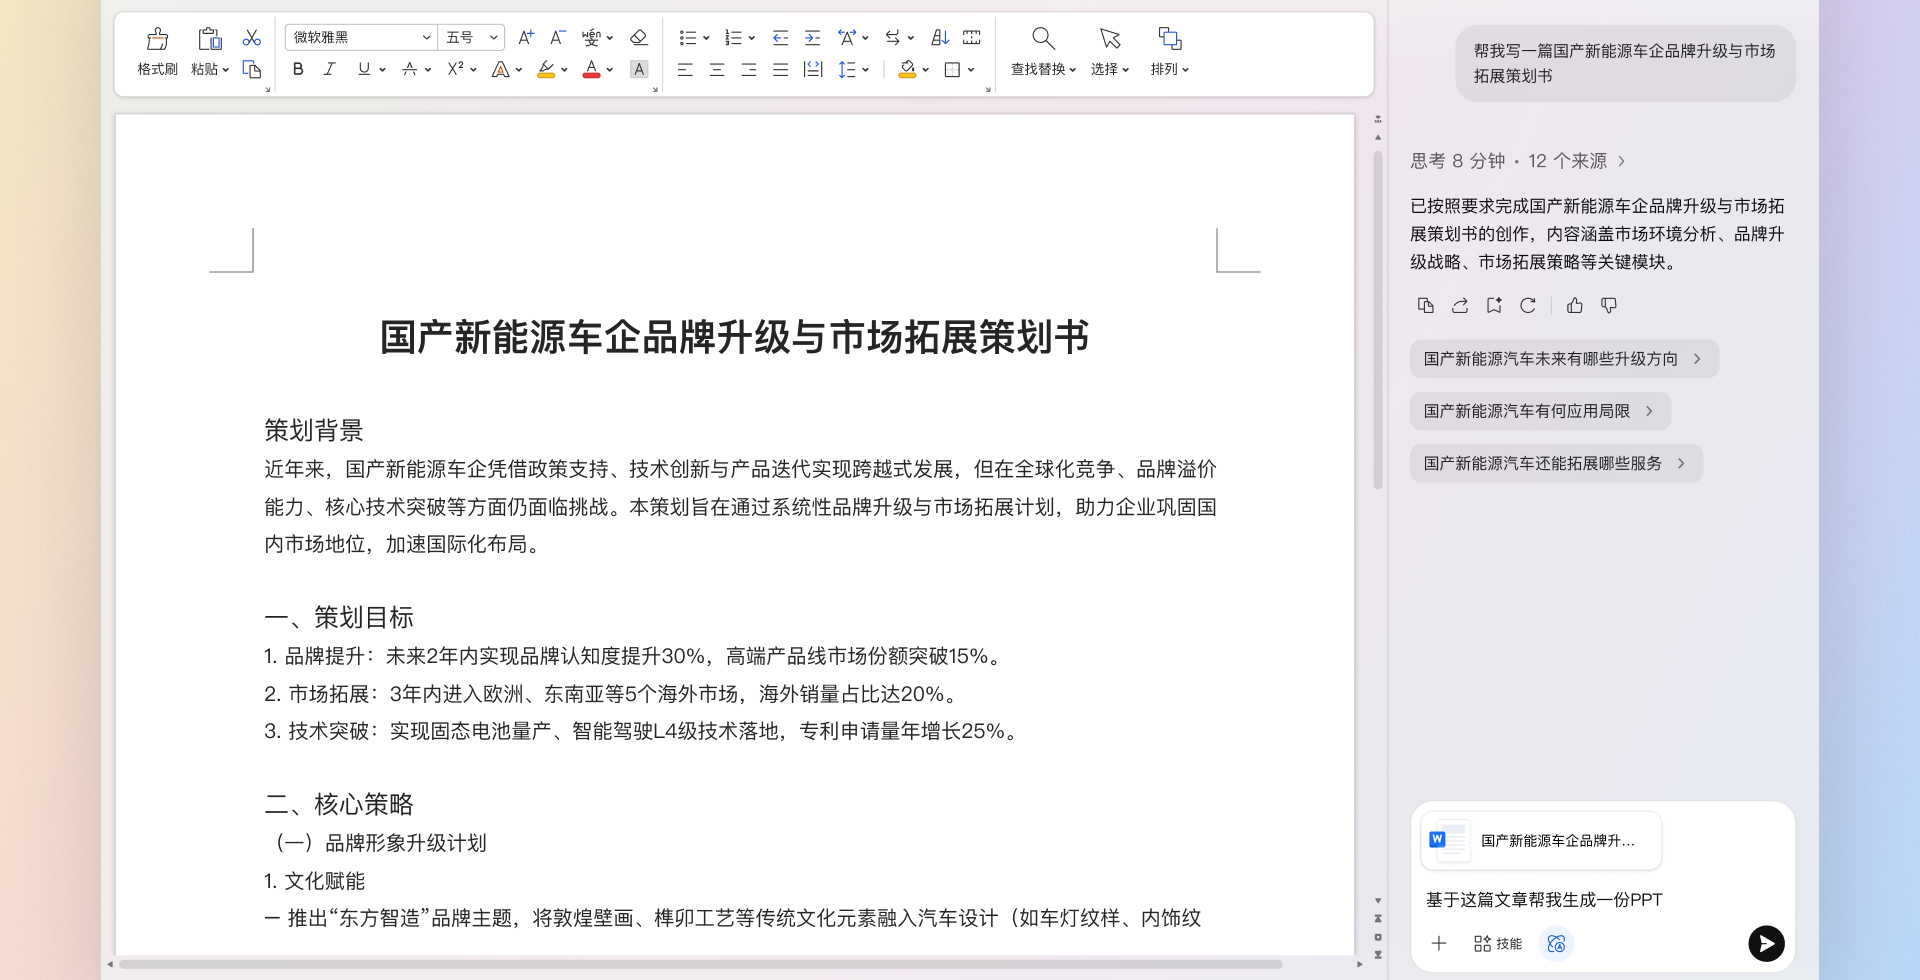 微软雅黑
五号
wén
格式刷
粘贴
B
I
U
A
X²
A
A
A
查找替换
选择
排列
国产新能源车企品牌升级与市场拓展策划书
策划背景
近年来，国产新能源车企凭借政策支持、技术创新与产品迭代实现跨越式发展，但在全球化竞争、品牌溢价
能力、核心技术突破等方面仍面临挑战。本策划旨在通过系统性品牌升级与市场拓展计划，助力企业巩固国
内市场地位，加速国际化布局。
一、策划目标
1. 品牌提升：未来2年内实现品牌认知度提升30%，高端产品线市场份额突破15%。
2. 市场拓展：3年内进入欧洲、东南亚等5个海外市场，海外销量占比达20%。
3. 技术突破：实现固态电池量产、智能驾驶L4级技术落地，专利申请量年增长25%。
二、核心策略
（一）品牌形象升级计划
1. 文化赋能
— 推出“东方智造”品牌主题，将敦煌壁画、榫卯工艺等传统文化元素融入汽车设计（如车灯纹样、内饰纹
帮我写一篇国产新能源车企品牌升级与市场
拓展策划书
思考 8 分钟 · 12 个来源
已按照要求完成国产新能源车企品牌升级与市场拓
展策划书的创作，内容涵盖市场环境分析、品牌升
级战略、市场拓展策略等关键模块。
国产新能源汽车未来有哪些升级方向
国产新能源汽车有何应用局限
国产新能源汽车还能拓展哪些服务
W
国产新能源车企品牌升...
基于这篇文章帮我生成一份PPT
技能